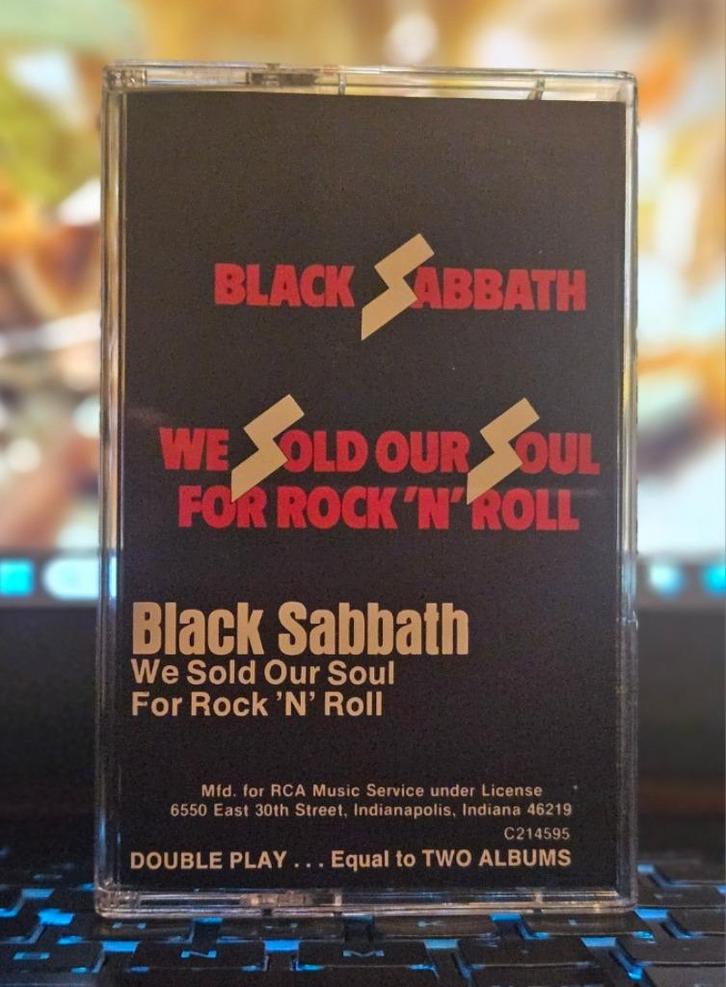 BLACK SABBATH
WE SOLD OUR SOUL
FOR ROCK 'N' ROLL
Black Sabbath
We Sold Our Soul
For Rock 'N' Roll
Mfd. for RCA Music Service under License
6550 East 30th Street, Indianapolis, Indiana 46219
C214595
DOUBLE PLAY . . . Equal to TWO ALBUMS